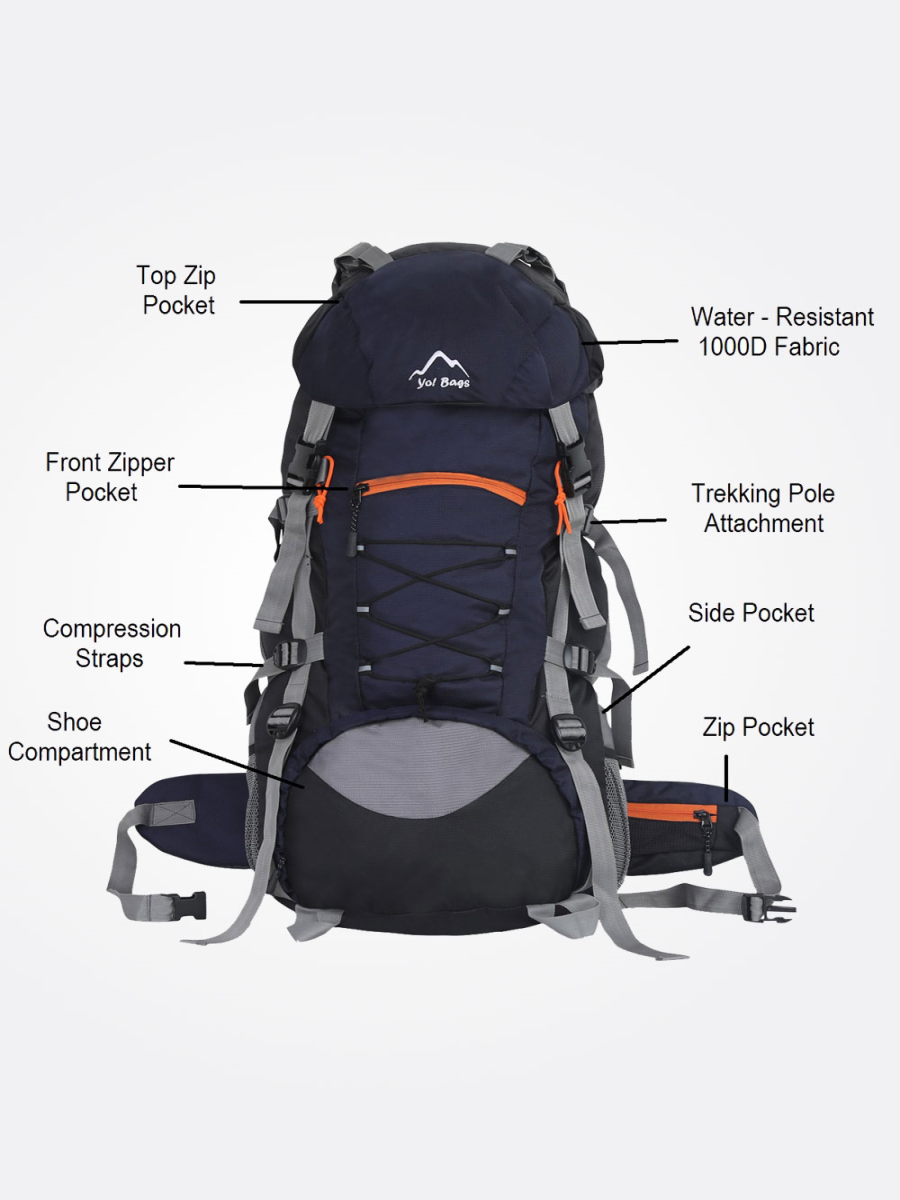 Top Zip
Pocket
Water - Resistant
1000D Fabric
Yo! Bags
Front Zipper
Pocket
Trekking Pole
Attachment
Side Pocket
Compression
Straps
Shoe
Compartment
Zip Pocket